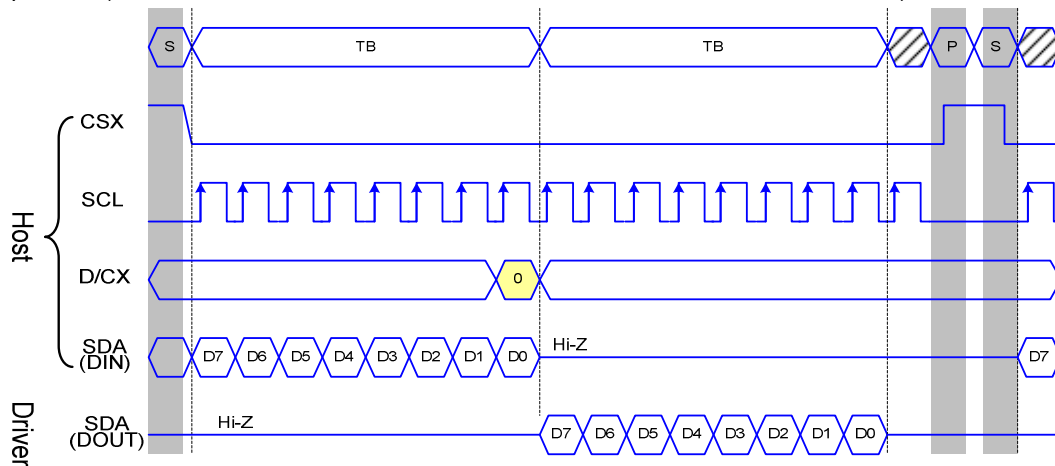 S TB TB P S
CSX
SCL
Host
D/CX 0
SDA
(DIN) D7 D6 D5 D4 D3 D2 D1 D0 Hi-Z D7
Driver
SDA
(DOUT) Hi-Z D7 D6 D5 D4 D3 D2 D1 D0